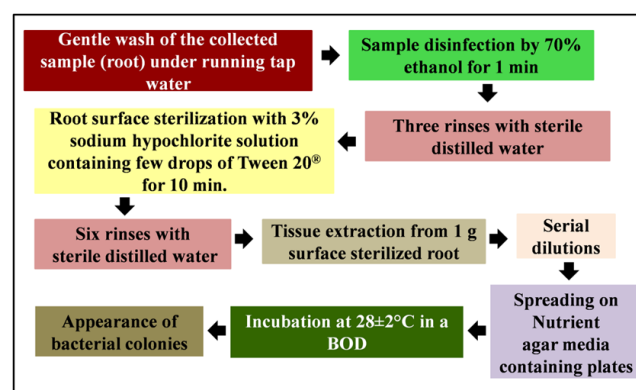 Gentle wash of the collected
sample (root) under running tap
water
Sample disinfection by 70%
ethanol for 1 min
Three rinses with sterile
distilled water
Root surface sterilization with 3%
sodium hypochlorite solution
containing few drops of Tween 20®
for 10 min.
Six rinses with
sterile distilled water
Tissue extraction from 1 g
surface sterilized root
Serial
dilutions
Spreading on
Nutrient
agar media
containing plates
Incubation at 28±2°C in a
BOD
Appearance of
bacterial colonies